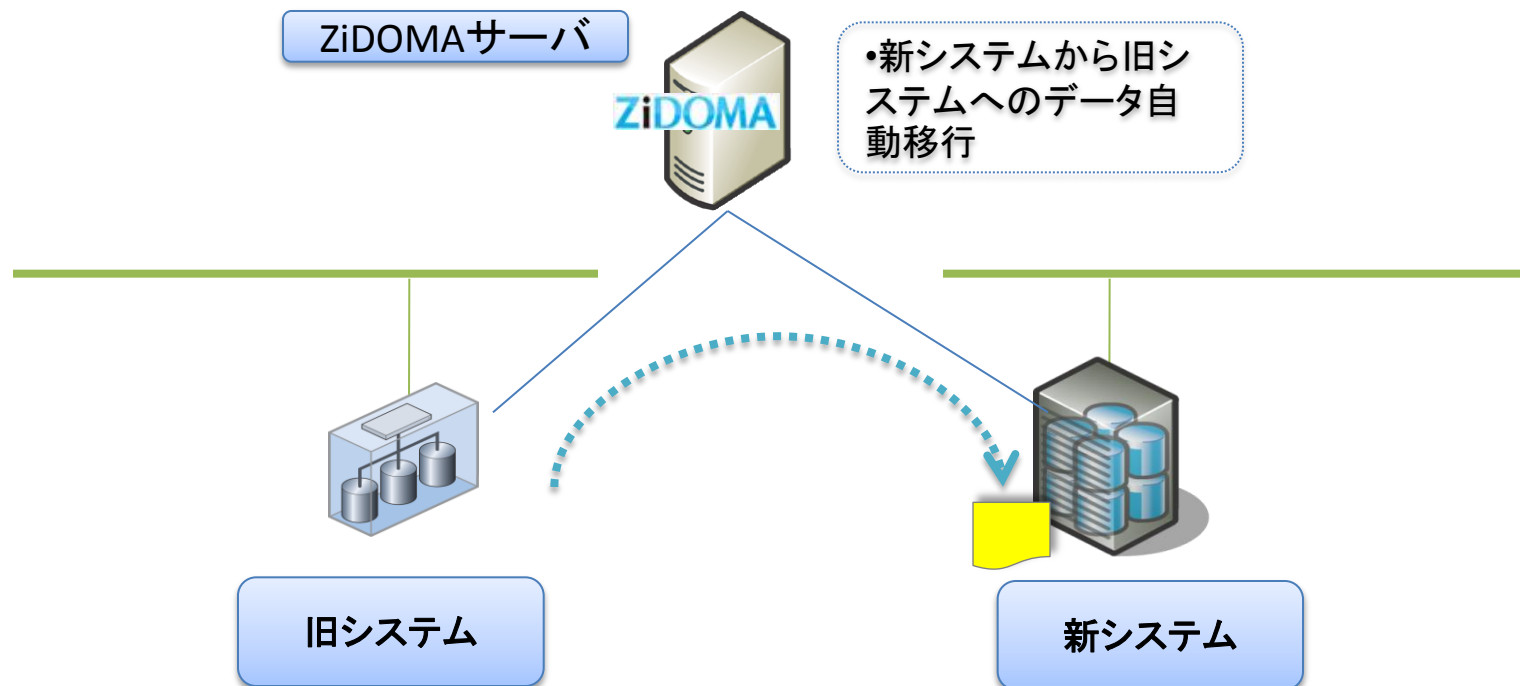 ZiDOMAサーバ
ZiDOMA
•新システムから旧シ
ステムへのデータ自
動移行
旧システム
新システム